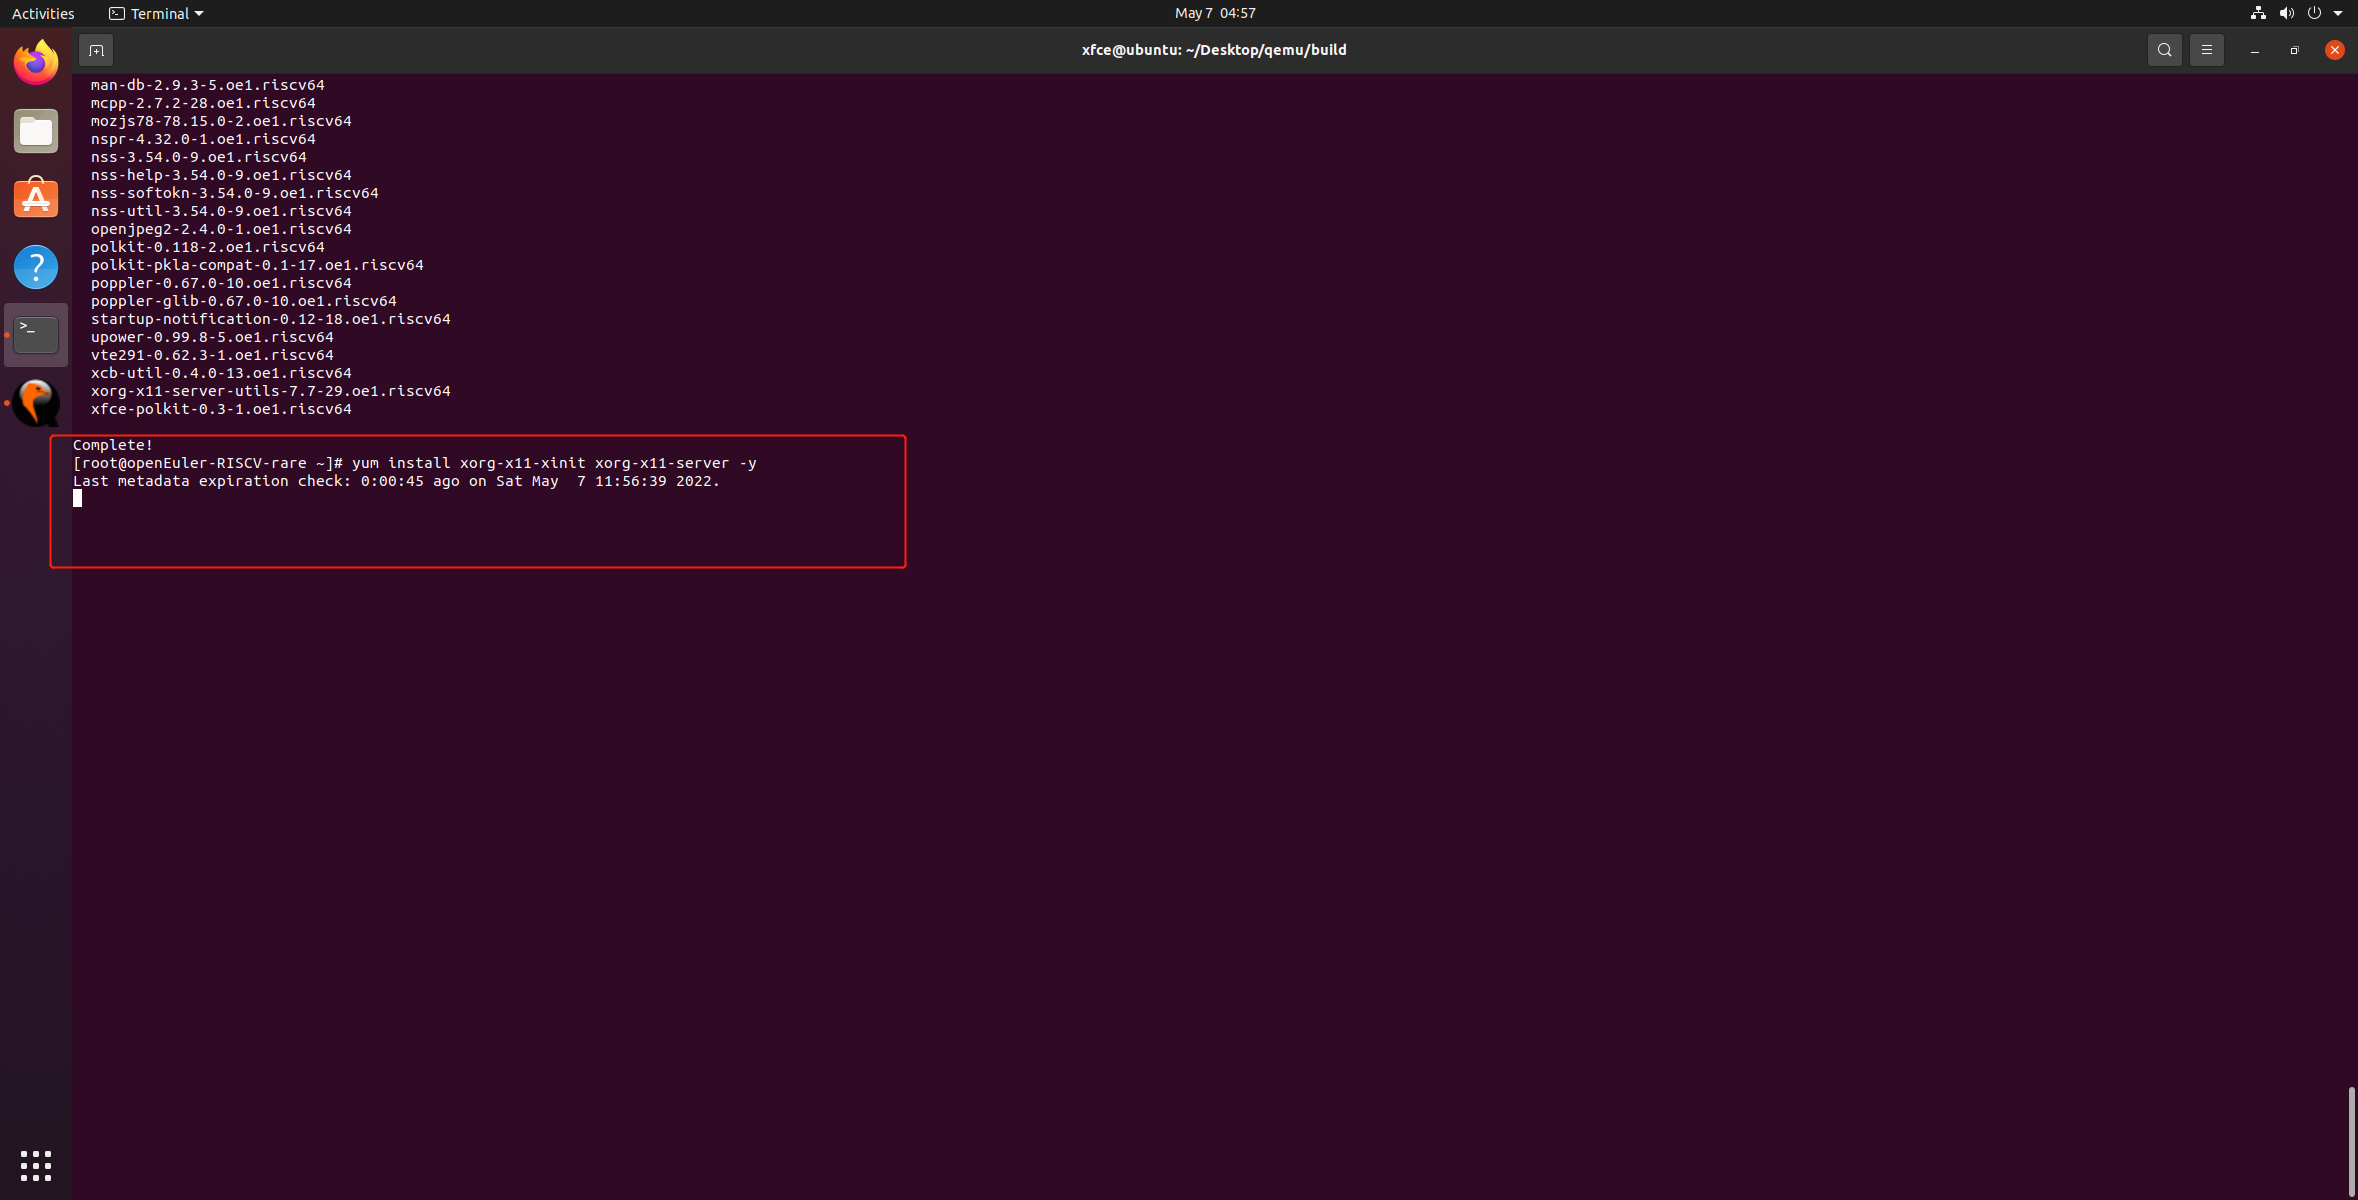 Activities
Terminal
May 7 04:57
xfce@ubuntu: ~/Desktop/qemu/build
man-db-2.9.3-5.oe1.riscv64
mcpp-2.7.2-28.oe1.riscv64
mozjs78-78.15.0-2.oe1.riscv64
nspr-4.32.0-1.oe1.riscv64
nss-3.54.0-9.oe1.riscv64
nss-help-3.54.0-9.oe1.riscv64
nss-softokn-3.54.0-9.oe1.riscv64
nss-util-3.54.0-9.oe1.riscv64
openjpeg2-2.4.0-1.oe1.riscv64
polkit-0.118-2.oe1.riscv64
polkit-pkla-compat-0.1-17.oe1.riscv64
poppler-0.67.0-10.oe1.riscv64
poppler-glib-0.67.0-10.oe1.riscv64
startup-notification-0.12-18.oe1.riscv64
upower-0.99.8-5.oe1.riscv64
vte291-0.62.3-1.oe1.riscv64
xcb-util-0.4.0-13.oe1.riscv64
xorg-x11-server-utils-7.7-29.oe1.riscv64
xfce-polkit-0.3-1.oe1.riscv64
Complete!
[root@openEuler-RISCV-rare ~]# yum install xorg-x11-xinit xorg-x11-server -y
Last metadata expiration check: 0:00:45 ago on Sat May  7 11:56:39 2022.